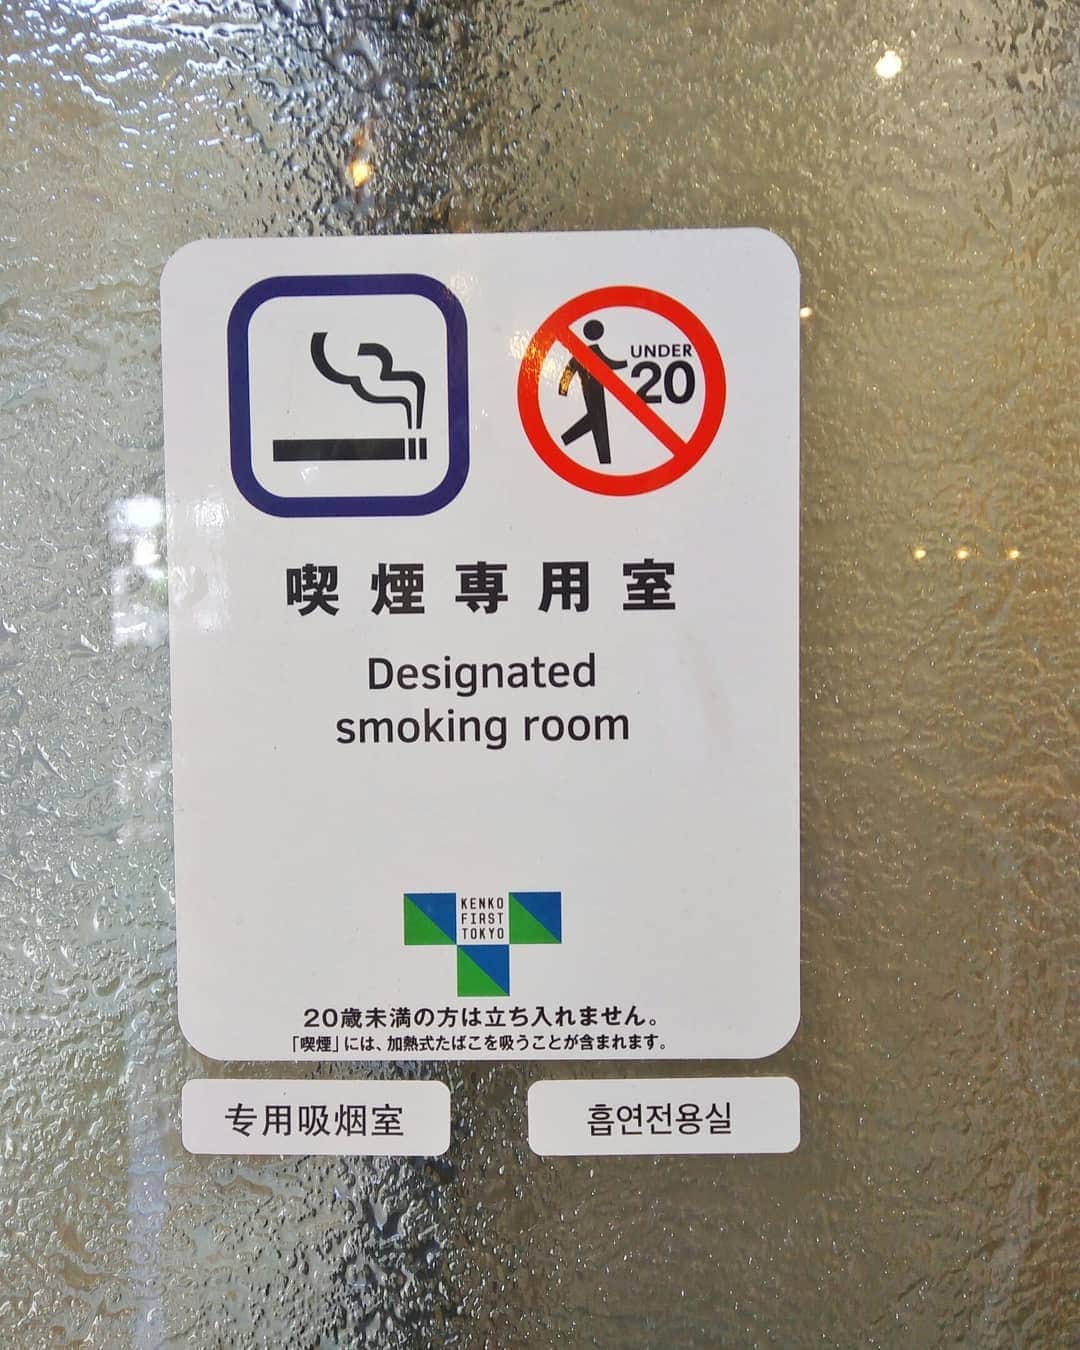 UNDER
20
喫煙専用室
Designated
smoking room
KENKO
FIRST
TOKYO
20歳未満の方は立ち入れません。
「喫煙」には、加熱式たばこを吸うことが含まれます。
专用吸烟室
흡연전용실